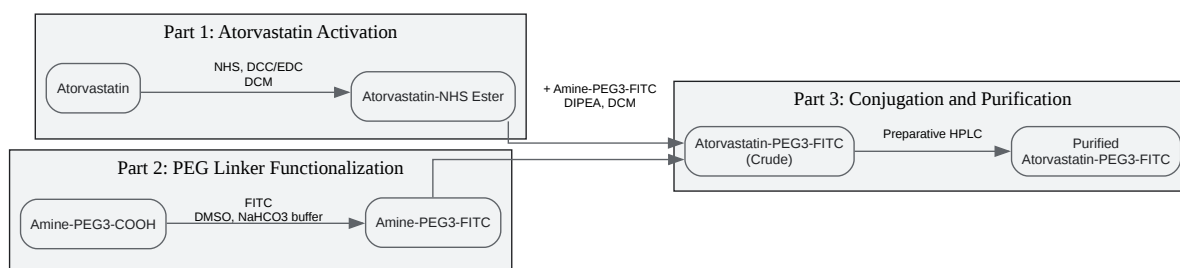 Part 1: Atorvastatin Activation
Atorvastatin
NHS, DCC/EDC
DCM
Atorvastatin-NHS Ester
+ Amine-PEG3-FITC
DIPEA, DCM
Part 2: PEG Linker Functionalization
Amine-PEG3-COOH
FITC
DMSO, NaHCO3 buffer
Amine-PEG3-FITC
Part 3: Conjugation and Purification
Atorvastatin-PEG3-FITC
(Crude)
Preparative HPLC
Purified
Atorvastatin-PEG3-FITC